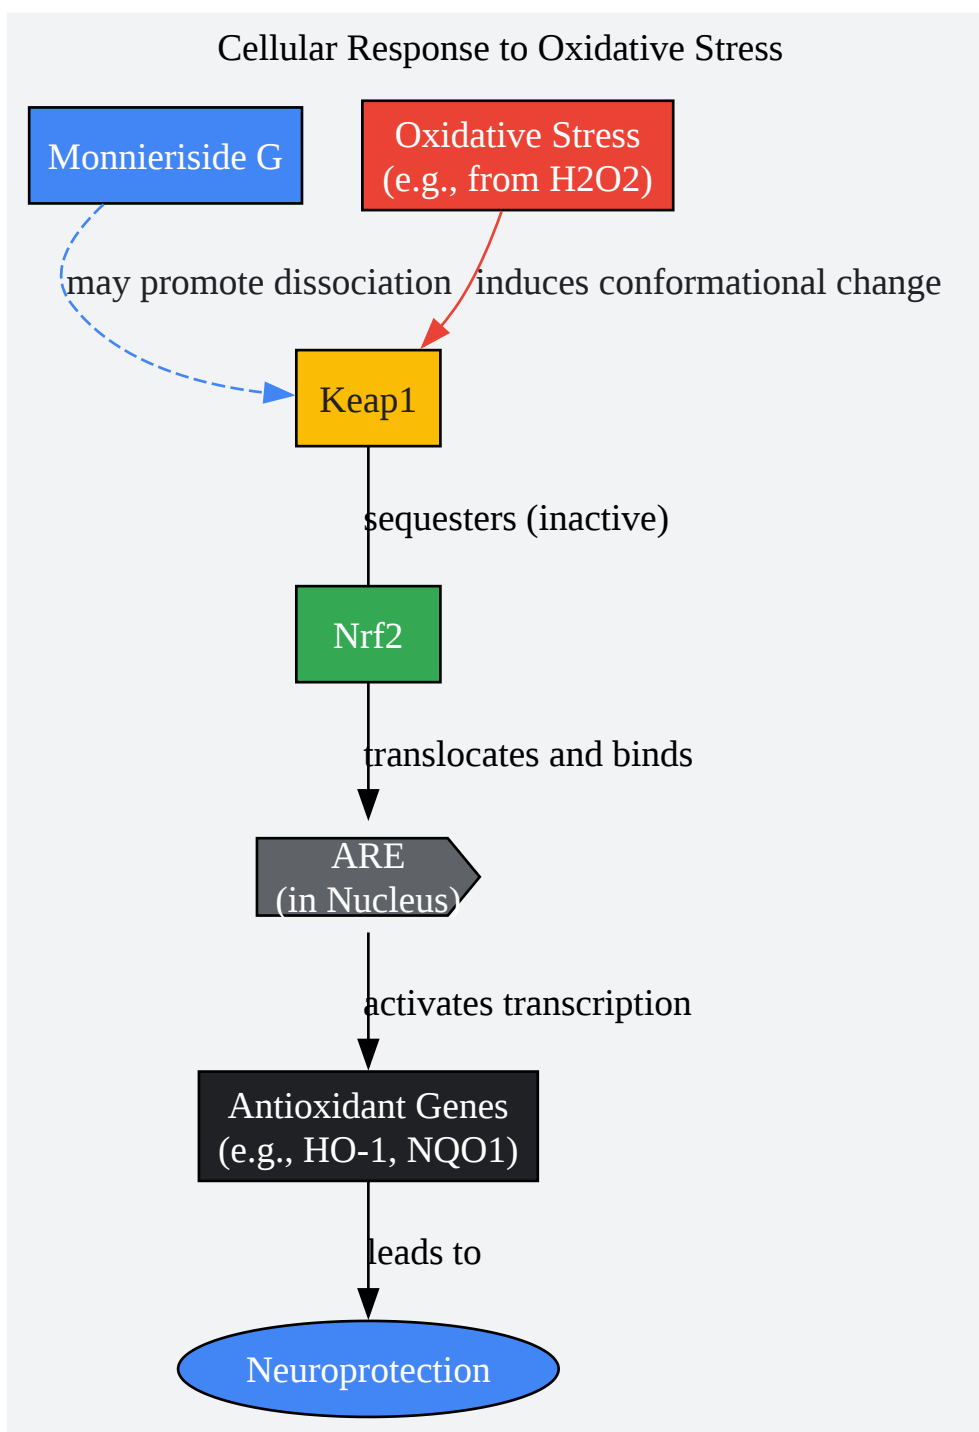 Cellular Response to Oxidative Stress
Monnieriside G
Oxidative Stress
(e.g., from H2O2)
may promote dissociation
induces conformational change
Keap1
sequesters (inactive)
Nrf2
translocates and binds
ARE
(in Nucleus)
activates transcription
Antioxidant Genes
(e.g., HO-1, NQO1)
leads to
Neuroprotection